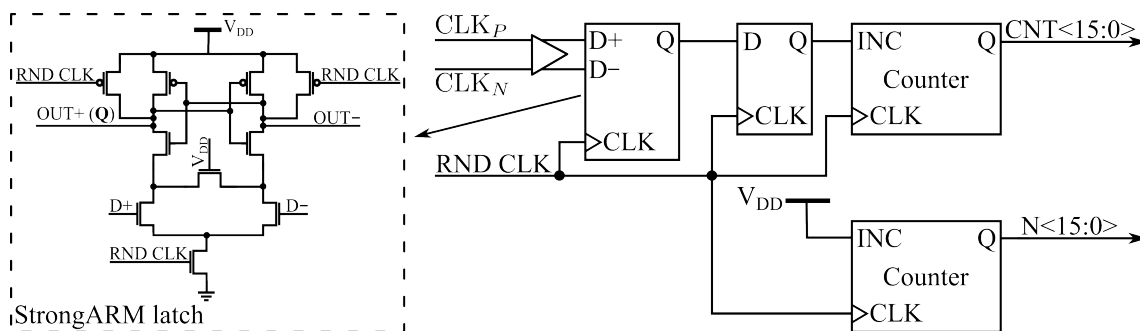 V_DD
RND CLK
RND CLK
OUT+ (Q)
OUT−
V_DD
D+
D−
RND CLK
StrongARM latch
CLK_P
CLK_N
D+
D−
Q
CLK
RND CLK
D
Q
CLK
INC
Q
Counter
CLK
CNT<15:0>
V_DD
INC
Q
Counter
CLK
N<15:0>